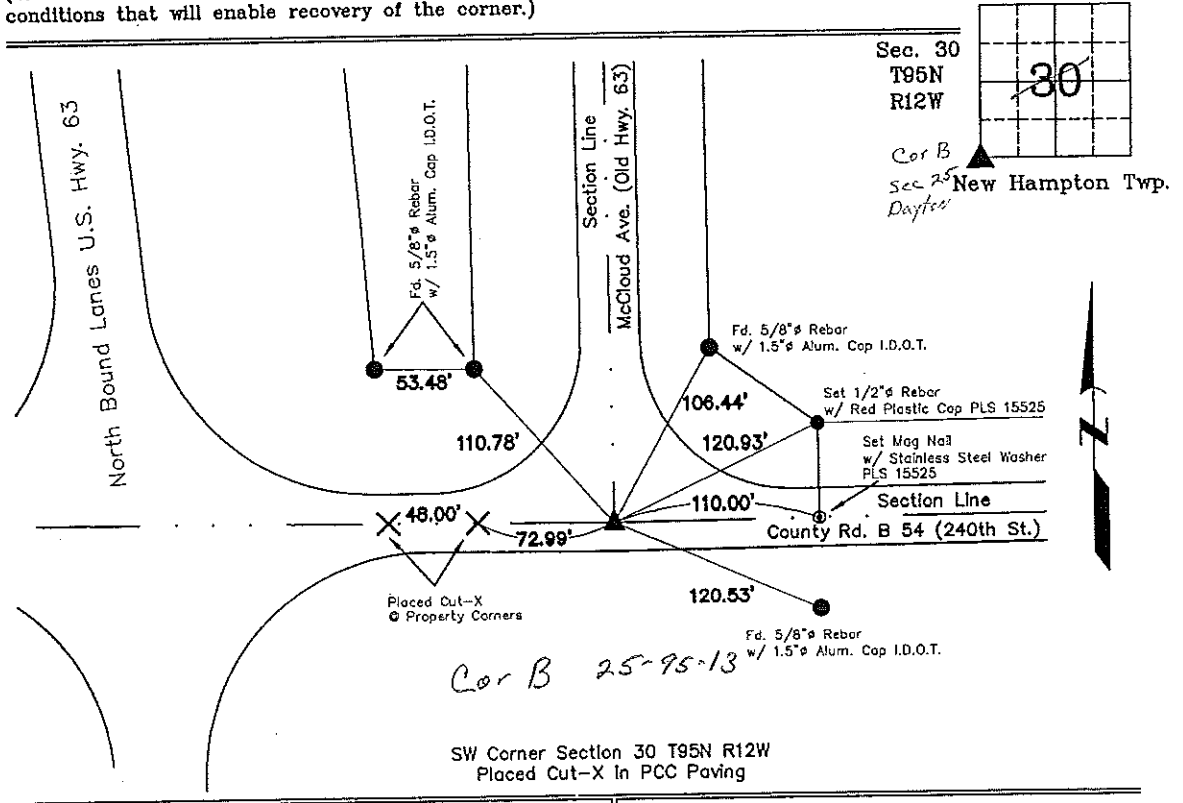 conditions that will enable recovery of the corner.)
Sec. 30
T95N
R12W
30
Cor B
Sec 25
Dayton
New Hampton Twp.
North Bound Lanes U.S. Hwy. 63
Fd. 5/8"ø Rebar
w/ 1.5"ø Alum. Cap I.D.O.T.
Section Line
McCloud Ave. (Old Hwy. 63)
Fd. 5/8"ø Rebar
w/ 1.5"ø Alum. Cap I.D.O.T.
53.48'
106.44'
Set 1/2"ø Rebar
w/ Red Plastic Cap PLS 15525
110.78'
120.93'
Set Mag Nail
w/ Stainless Steel Washer
PLS 15525
Z
48.00'
72.99'
110.00'
Section Line
County Rd. B 54 (240th St.)
Placed Cut-X
@ Property Corners
120.53'
Fd. 5/8"ø Rebar
w/ 1.5"ø Alum. Cap I.D.O.T.
Cor B 25-95-13
SW Corner Section 30 T95N R12W
Placed Cut-X in PCC Paving